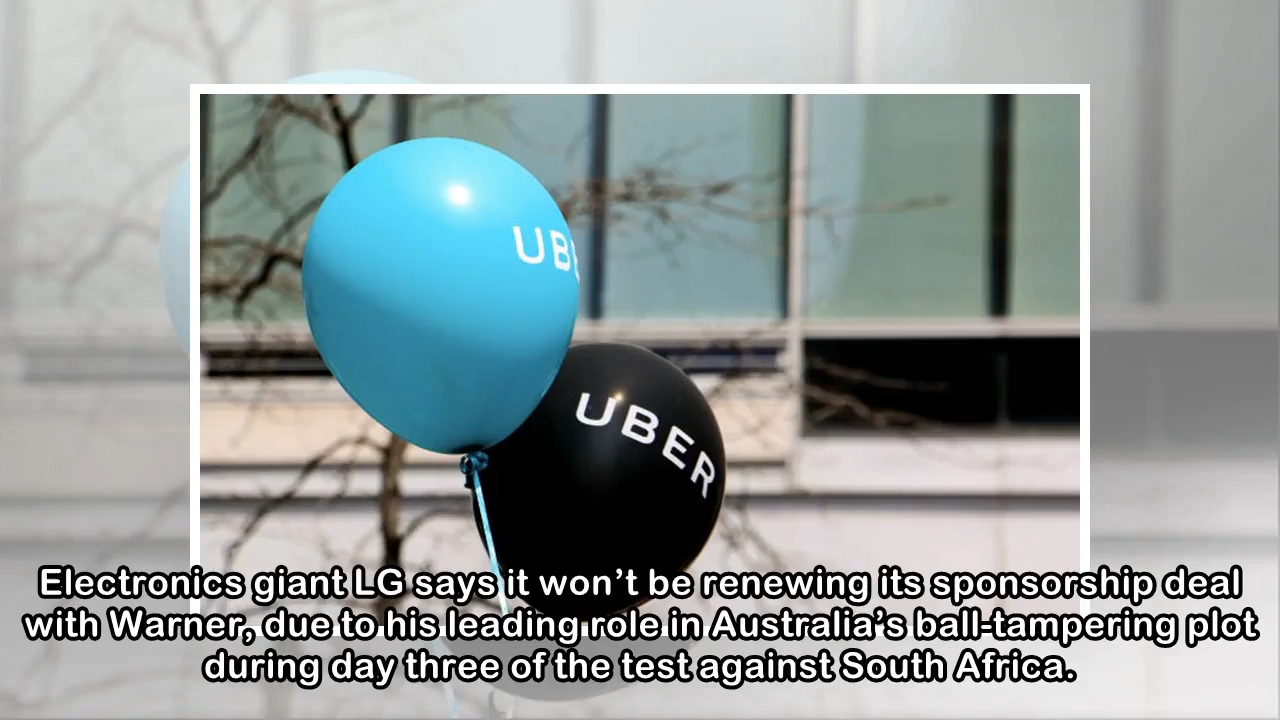 UBE
UBER
Electronics giant LG says it won’t be renewing its sponsorship deal
with Warner, due to his leading role in Australia’s ball-tampering plot
during day three of the test against South Africa.